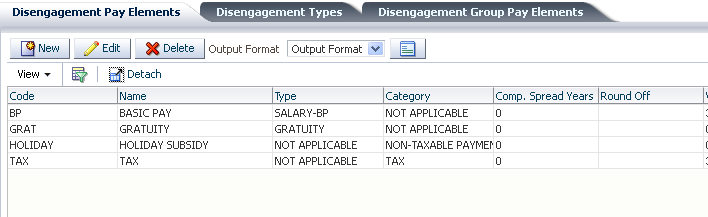 Disengagement Pay Elements Disengagement Types Disengagement Group Pay Elements
New Edit Delete Output Format Output Format
View Detach
Code Name Type Category Comp. Spread Years Round Off
BP BASIC PAY SALARY-BP NOT APPLICABLE 0
GRAT GRATUITY GRATUITY NOT APPLICABLE 0
HOLIDAY HOLIDAY SUBSIDY NOT APPLICABLE NON-TAXABLE PAYMEN 0
TAX TAX NOT APPLICABLE TAX 0